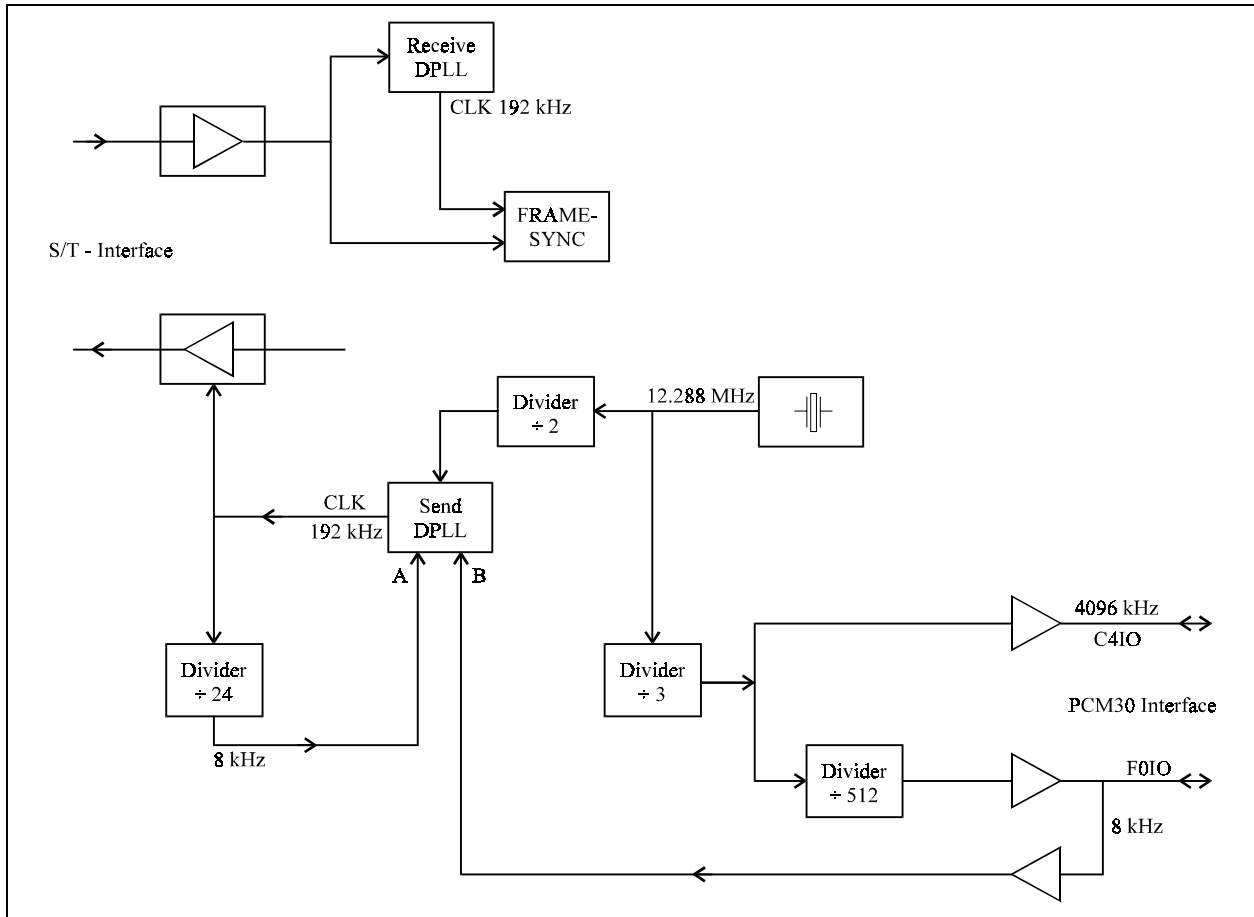 Receive
DPLL
CLK 192 kHz
FRAME-
SYNC
S/T - Interface
12.288 MHz
Divider
÷ 2
CLK
192 kHz
Send
DPLL
A
B
4096 kHz
C4IO
Divider
÷ 24
Divider
÷ 3
PCM30 Interface
8 kHz
Divider
÷ 512
F0IO
8 kHz